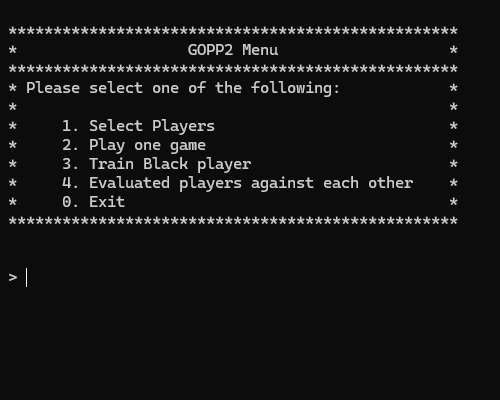 **************************************************
*                   GOPP2 Menu                   *
**************************************************
* Please select one of the following:            *
*                                                *
*     1. Select Players                          *
*     2. Play one game                           *
*     3. Train Black player                      *
*     4. Evaluated players against each other    *
*     0. Exit                                    *
**************************************************
>